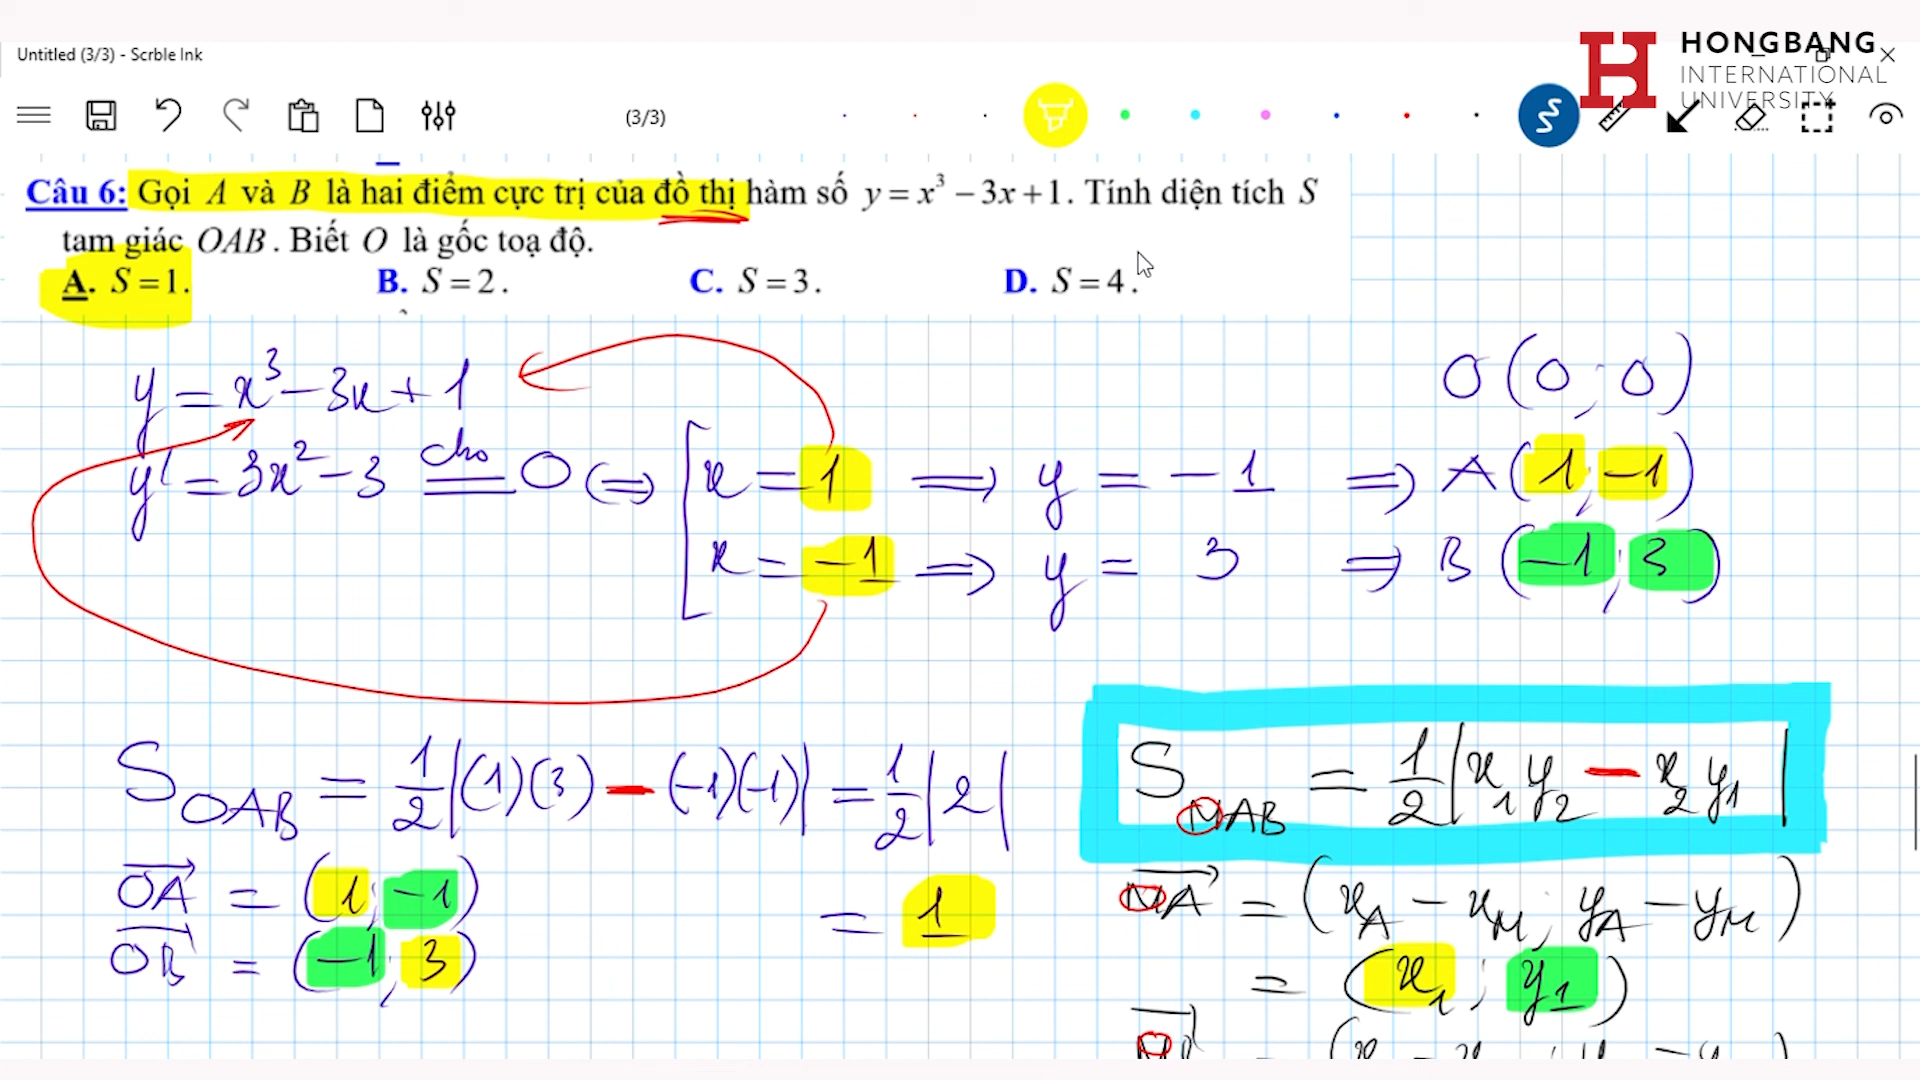 Untitled (3/3) - Scrble Ink
HONGBANG
INTERNATIONAL
UNIVERSITY
(3/3)
Câu 6: Gọi A và B là hai điểm cực trị của đồ thị hàm số y = x³ − 3x + 1. Tính diện tích S
tam giác OAB. Biết O là gốc toạ độ.
A. S = 1. B. S = 2. C. S = 3. D. S = 4.
y = x³ − 3x + 1
O(0; 0)
y' = 3x² − 3 cho = 0 ⇔ [ x = 1 ⟹ y = −1 ⟹ A(1; −1)
x = −1 ⟹ y = 3 ⟹ B(−1; 3)
S OAB = 1/2 |(1)(3) − (−1)(−1)| = 1/2 |2|
= 1
OA = (1; −1)
OB = (−1; 3)
S MAB = 1/2 |x₁y₂ − x₂y₁|
MA = (x_A − x_M; y_A − y_M)
= (x₁; y₁)